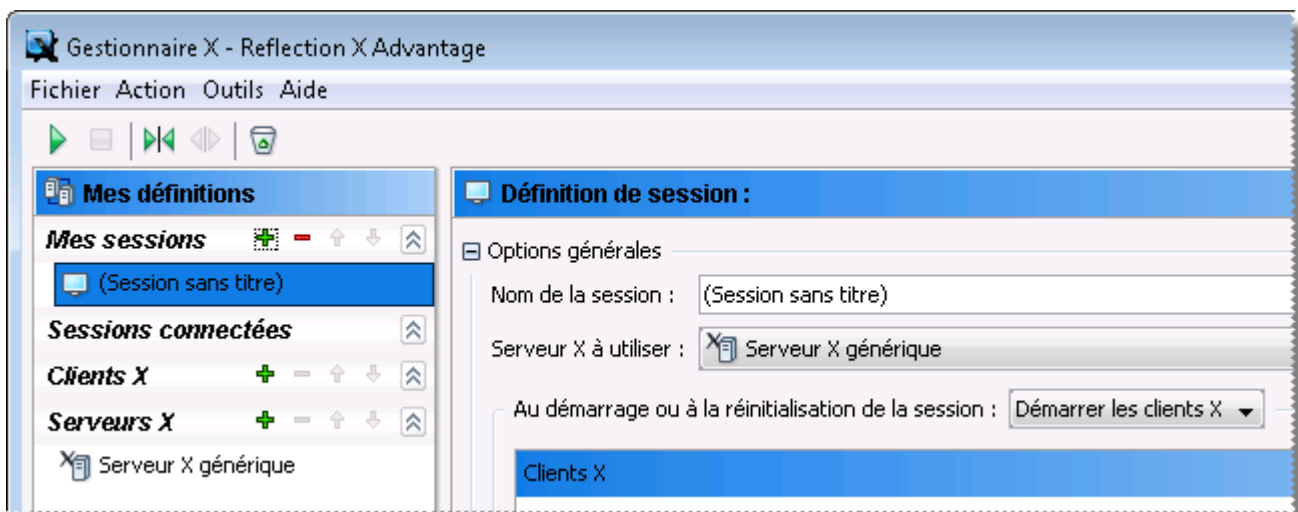 Gestionnaire X - Reflection X Advantage
Fichier Action Outils Aide
Mes définitions
Mes sessions
(Session sans titre)
Sessions connectées
Clients X
Serveurs X
Serveur X générique
Définition de session :
Options générales
Nom de la session : (Session sans titre)
Serveur X à utiliser : Serveur X générique
Au démarrage ou à la réinitialisation de la session : Démarrer les clients X
Clients X